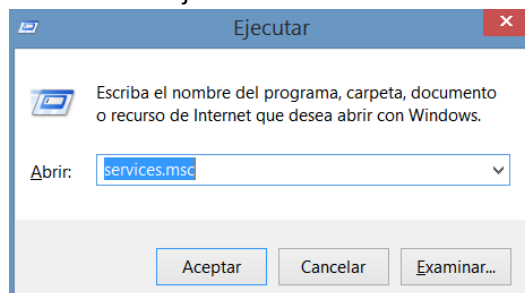 Ejecutar
Escriba el nombre del programa, carpeta, documento
o recurso de Internet que desea abrir con Windows.
Abrir: services.msc
Aceptar Cancelar Examinar...